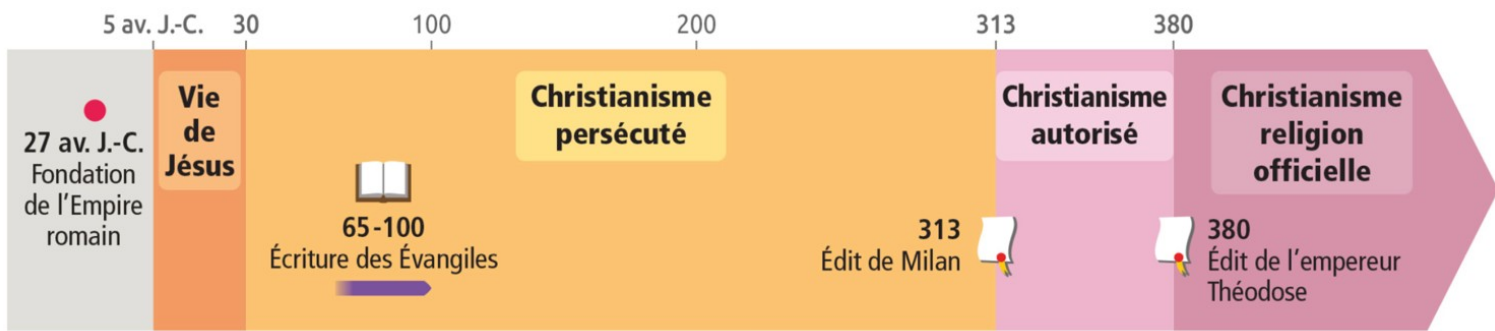 5 av. J.-C. 30 100 200 313 380
27 av. J.-C.
Fondation
de l'Empire
romain
Vie
de
Jésus
Christianisme
persécuté
65-100
Écriture des Évangiles
313
Édit de Milan
Christianisme
autorisé
Christianisme
religion
officielle
380
Édit de l'empereur
Théodose